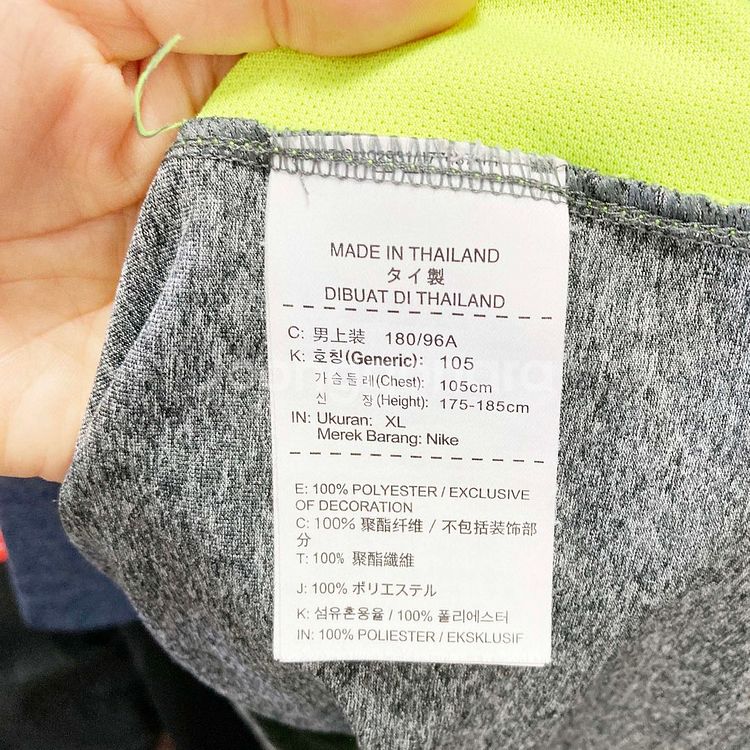 MADE IN THAILAND
タイ製
DIBUAT DI THAILAND
C: 男上装 180/96A
K: 호칭(Generic): 105
가슴둘레(Chest): 105cm
신 장(Height): 175-185cm
IN: Ukuran: XL
Merek Barang: Nike
E: 100% POLYESTER / EXCLUSIVE
OF DECORATION
C: 100% 聚酯纤维 / 不包括装饰部
分
T: 100% 聚酯纖維
J: 100% ポリエステル
K: 섬유혼용율 / 100% 폴리에스터
IN: 100% POLIESTER / EKSKLUSIF